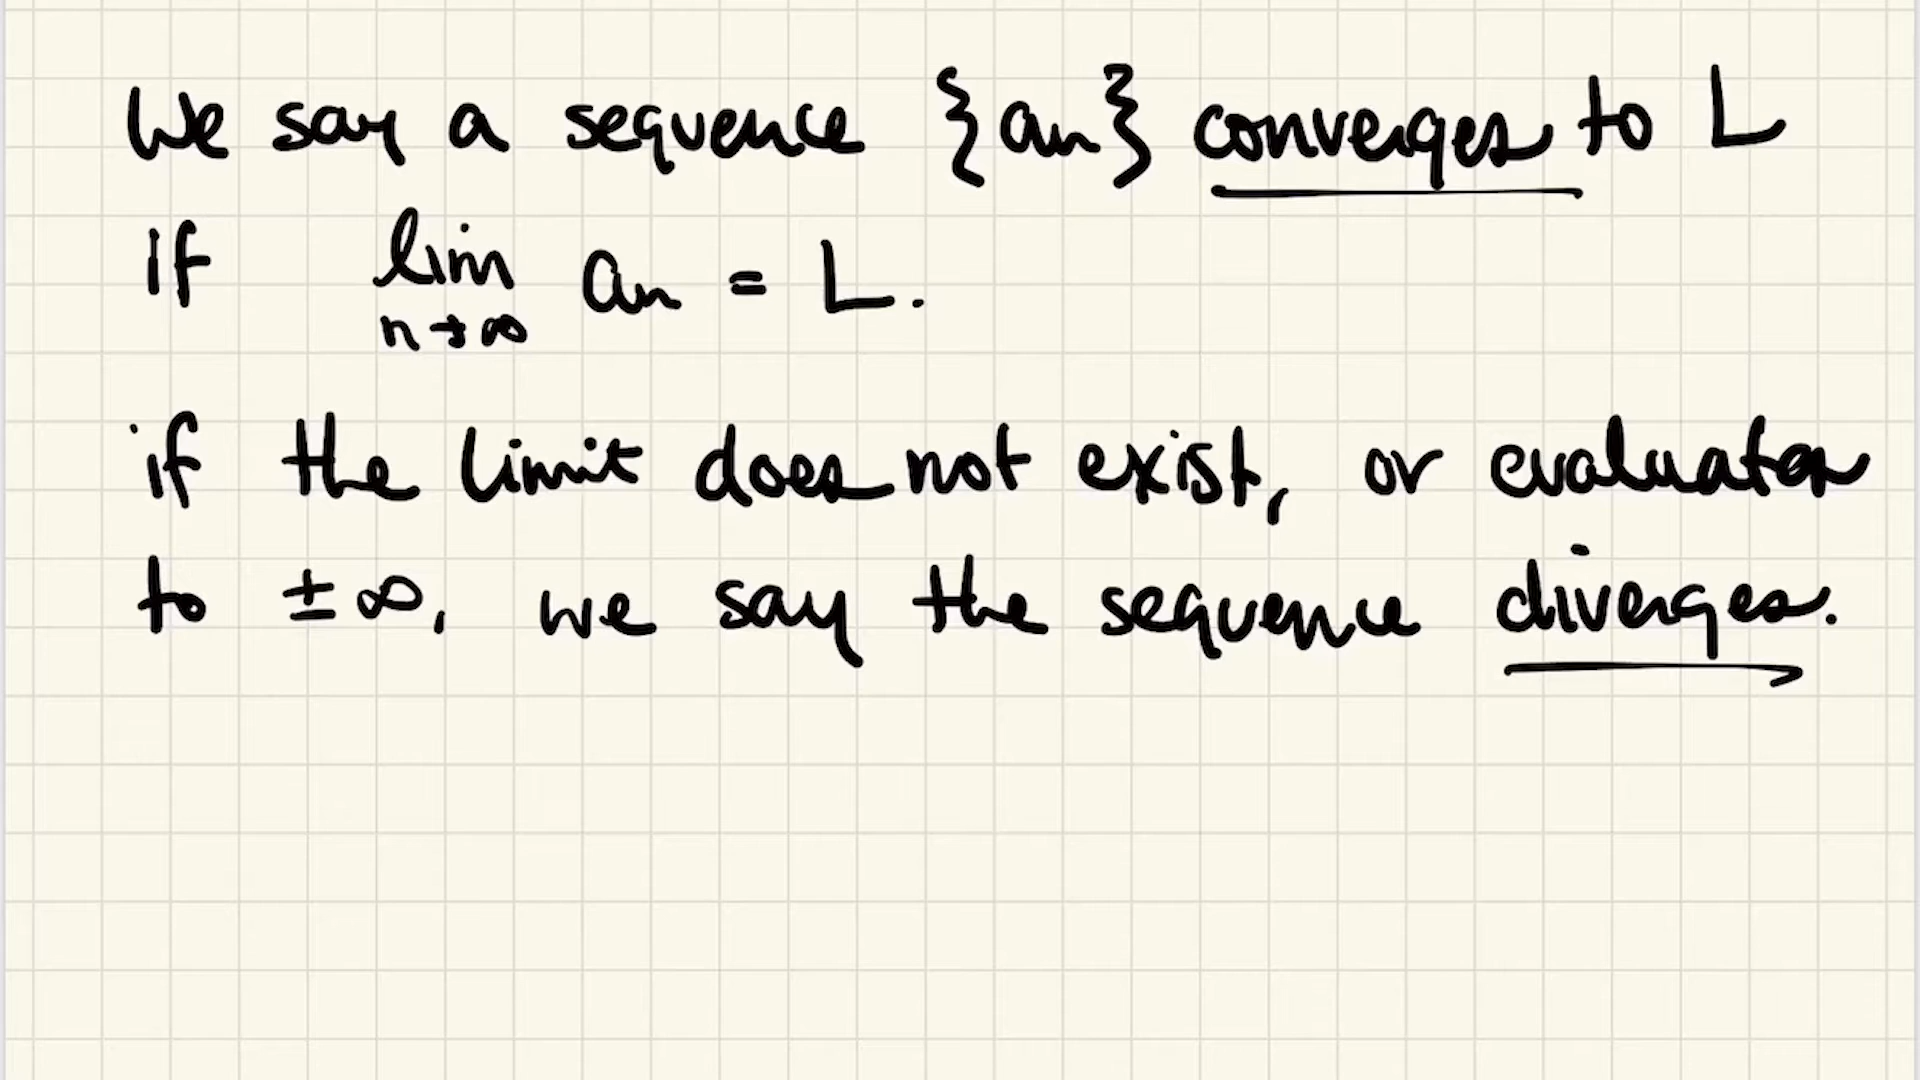 We say a sequence {an} converges to L
if lim n→∞ an = L.
if the limit does not exist, or evaluates
to ±∞, we say the sequence diverges.